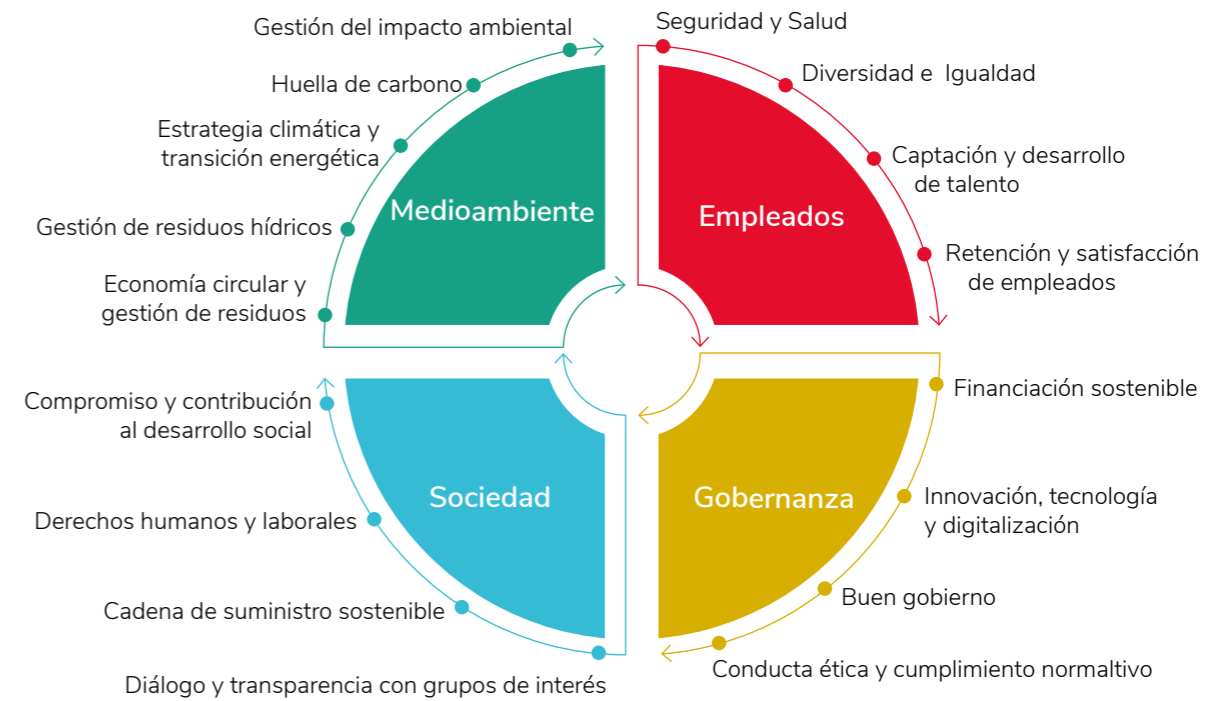 Gestión del impacto ambiental
Huella de carbono
Estrategia climática y
transición energética
Gestión de residuos hídricos
Economía circular y
gestión de residuos
Medioambiente
Seguridad y Salud
Diversidad e Igualdad
Captación y desarrollo
de talento
Retención y satisfacción
de empleados
Empleados
Compromiso y contribución
al desarrollo social
Derechos humanos y laborales
Cadena de suministro sostenible
Diálogo y transparencia con grupos de interés
Sociedad
Financiación sostenible
Innovación, tecnología
y digitalización
Buen gobierno
Conducta ética y cumplimiento normaltivo
Gobernanza